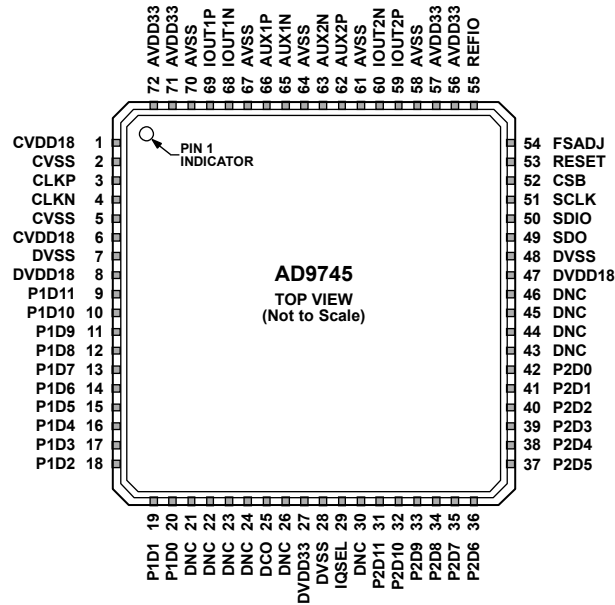 72 AVDD33
71 AVDD33
70 AVSS
69 IOUT1P
68 IOUT1N
67 AVSS
66 AUX1P
65 AUX1N
64 AVSS
63 AUX2N
62 AUX2P
61 AVSS
60 IOUT2N
59 IOUT2P
58 AVSS
57 AVDD33
56 AVDD33
55 REFIO
CVDD18 1
CVSS 2
CLKP 3
CLKN 4
CVSS 5
CVDD18 6
DVSS 7
DVDD18 8
P1D11 9
P1D10 10
P1D9 11
P1D8 12
P1D7 13
P1D6 14
P1D5 15
P1D4 16
P1D3 17
P1D2 18
PIN 1
INDICATOR
AD9745
TOP VIEW
(Not to Scale)
54 FSADJ
53 RESET
52 CSB
51 SCLK
50 SDIO
49 SDO
48 DVSS
47 DVDD18
46 DNC
45 DNC
44 DNC
43 DNC
42 P2D0
41 P2D1
40 P2D2
39 P2D3
38 P2D4
37 P2D5
P1D1 19
P1D0 20
DNC 21
DNC 22
DNC 23
DNC 24
DCO 25
DNC 26
DVDD33 27
DVSS 28
IQSEL 29
DNC 30
P2D11 31
P2D10 32
P2D9 33
P2D8 34
P2D7 35
P2D6 36